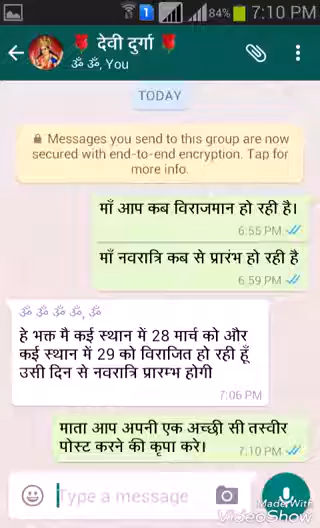 84% 7:10 PM
देवी दुर्गा
ॐ ॐ, You
TODAY
Messages you send to this group are now
secured with end-to-end encryption. Tap for
more info.
माँ आप कब विराजमान हो रही है।
6:55 PM
माँ नवरात्रि कब से प्रारंभ हो रही है
6:59 PM
ॐ ॐ ॐ ॐ, ॐ
हे भक्त मै कई स्थान में 28 मार्च को और
कई स्थान में 29 को विराजित हो रही हूँ
उसी दिन से नवरात्रि प्रारम्भ होगी
7:06 PM
माता आप अपनी एक अच्छी सी तस्वीर
पोस्ट करने की कृपा करे।
7:10 PM
Type a message
Made With
VideoShow